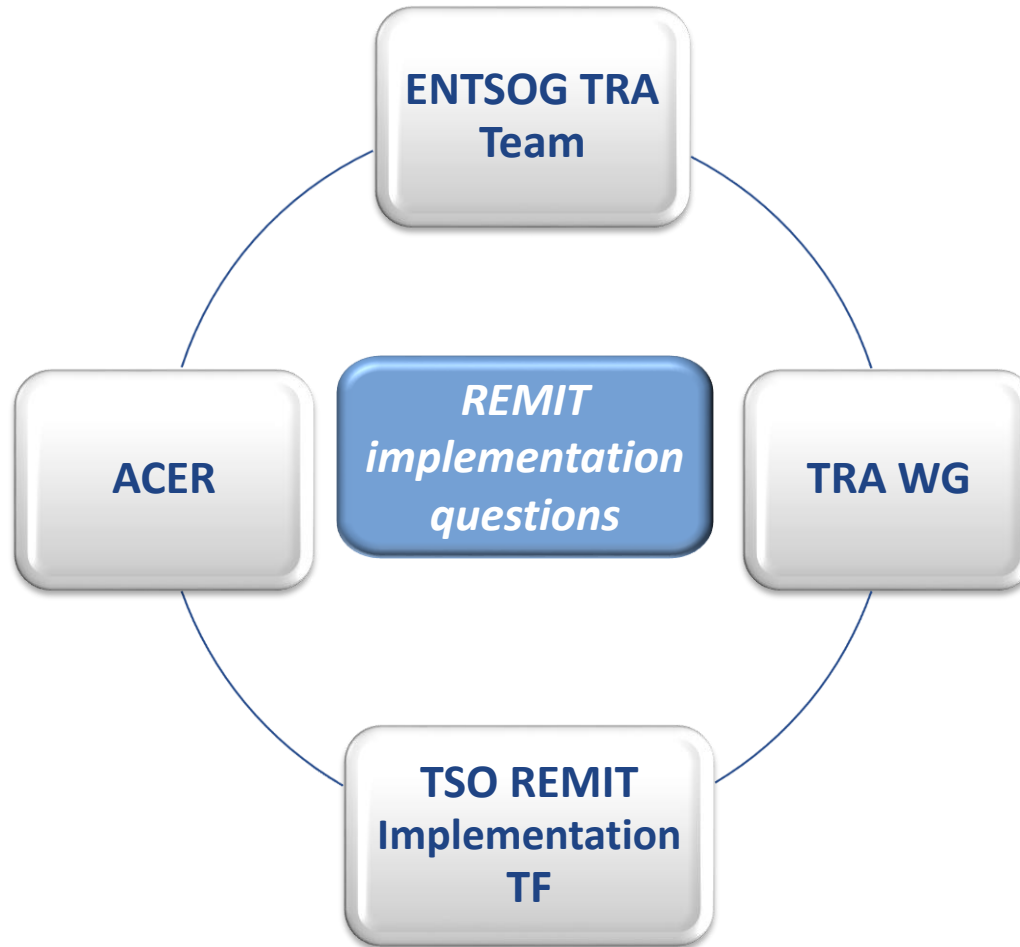 ENTSOG TRA
Team
REMIT
implementation
questions
ACER
TRA WG
TSO REMIT
Implementation
TF